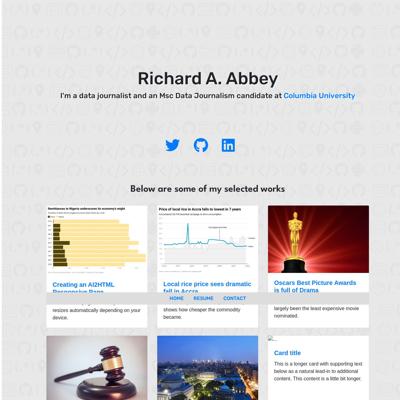 Richard A. Abbey
I'm a data journalist and an Msc Data Journalism candidate at Columbia University
Below are some of my selected works
Remittances in Nigeria underscores its economy's might
Price of local rice in Accra falls to lowest in 7 years
Creating an AI2HTML
Responsive Page
resizes automatically depending on your
device.
Local rice price sees dramatic
fall in Accra
shows how cheaper the commodity
became.
Oscars Best Picture Awards
is full of Drama
largely been the least expensive movie
nominated.
HOME RESUME CONTACT
Card title
This is a longer card with supporting text
below as a natural lead-in to additional
content. This content is a little bit longer.